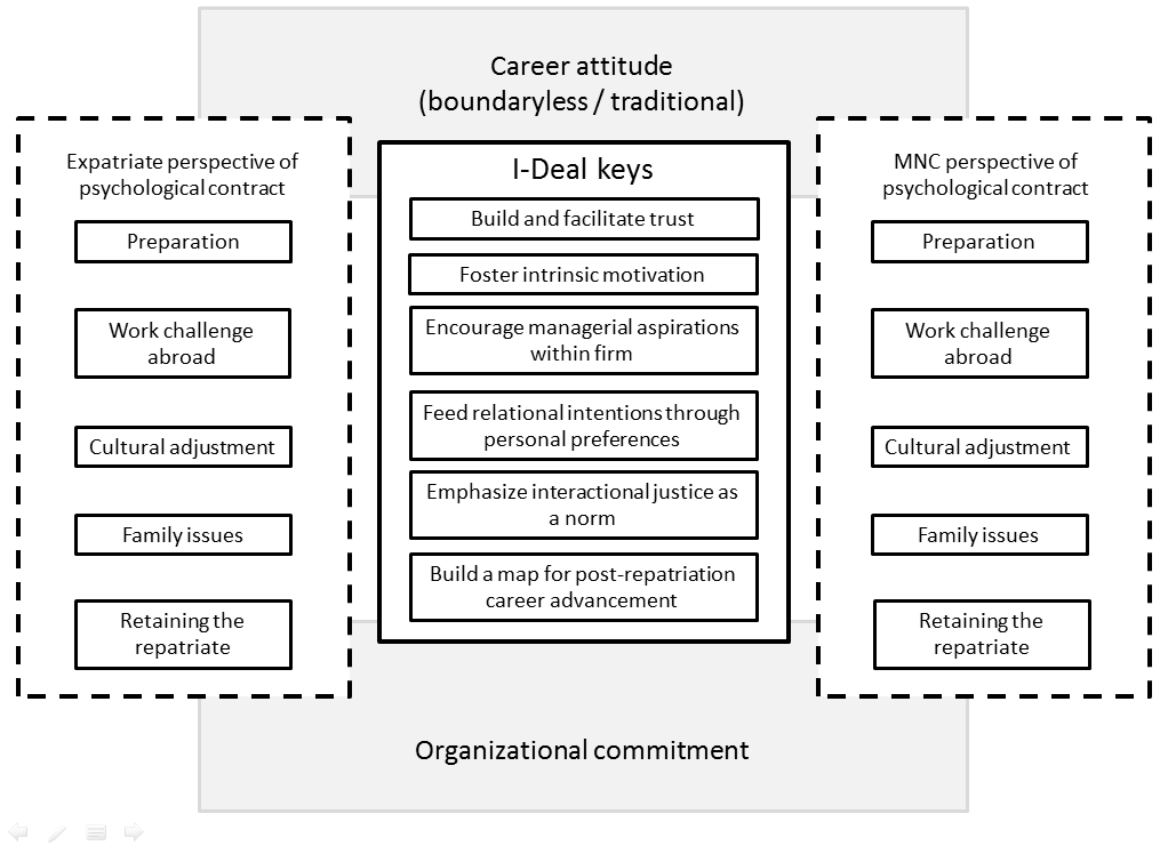 Career attitude
(boundaryless / traditional)
Expatriate perspective of
psychological contract
Preparation
Work challenge
abroad
Cultural adjustment
Family issues
Retaining the
repatriate
I-Deal keys
Build and facilitate trust
Foster intrinsic motivation
Encourage managerial aspirations
within firm
Feed relational intentions through
personal preferences
Emphasize interactional justice as
a norm
Build a map for post-repatriation
career advancement
MNC perspective of
psychological contract
Preparation
Work challenge
abroad
Cultural adjustment
Family issues
Retaining the
repatriate
Organizational commitment